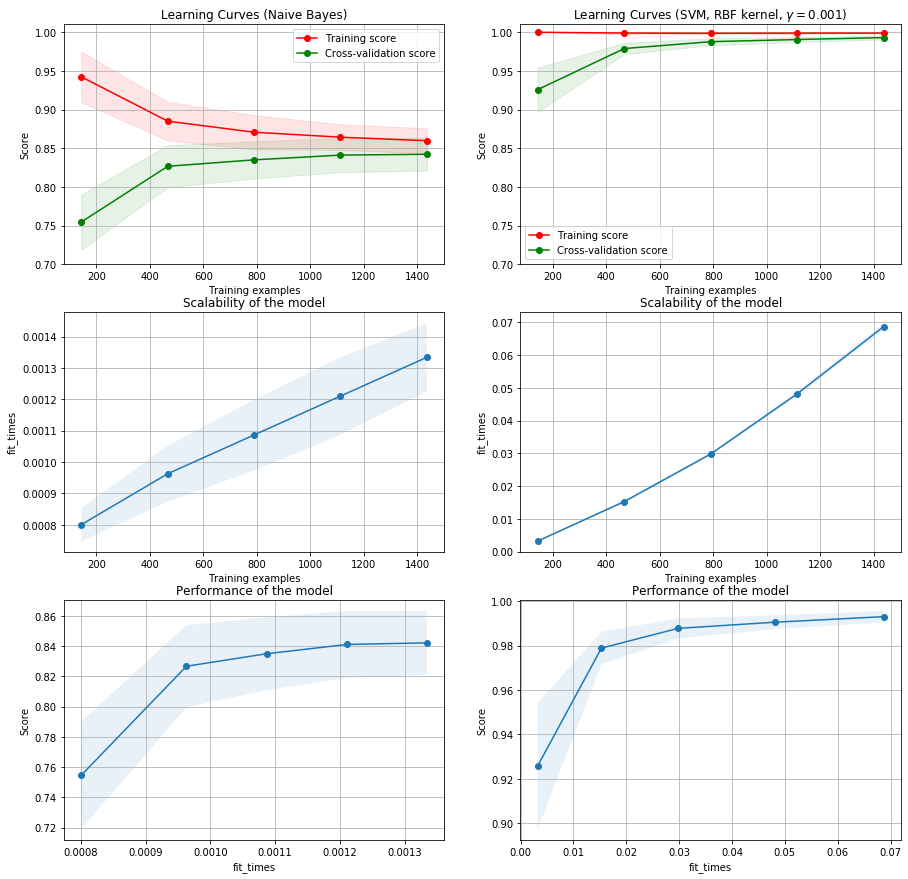 Learning Curves (Naive Bayes)
1.00
0.95
0.90
0.85
0.80
0.75
0.70
Score
Training score
Cross-validation score
200 400 600 800 1000 1200 1400
Training examples
Learning Curves (SVM, RBF kernel, γ = 0.001)
1.00
0.95
0.90
0.85
0.80
0.75
0.70
Score
Training score
Cross-validation score
200 400 600 800 1000 1200 1400
Training examples
Scalability of the model
0.0014
0.0013
0.0012
0.0011
0.0010
0.0009
0.0008
fit_times
200 400 600 800 1000 1200 1400
Training examples
Scalability of the model
0.07
0.06
0.05
0.04
0.03
0.02
0.01
0.00
fit_times
200 400 600 800 1000 1200 1400
Training examples
Performance of the model
0.86
0.84
0.82
0.80
0.78
0.76
0.74
0.72
Score
0.0008 0.0009 0.0010 0.0011 0.0012 0.0013
fit_times
Performance of the model
1.00
0.98
0.96
0.94
0.92
0.90
Score
0.00 0.01 0.02 0.03 0.04 0.05 0.06 0.07
fit_times